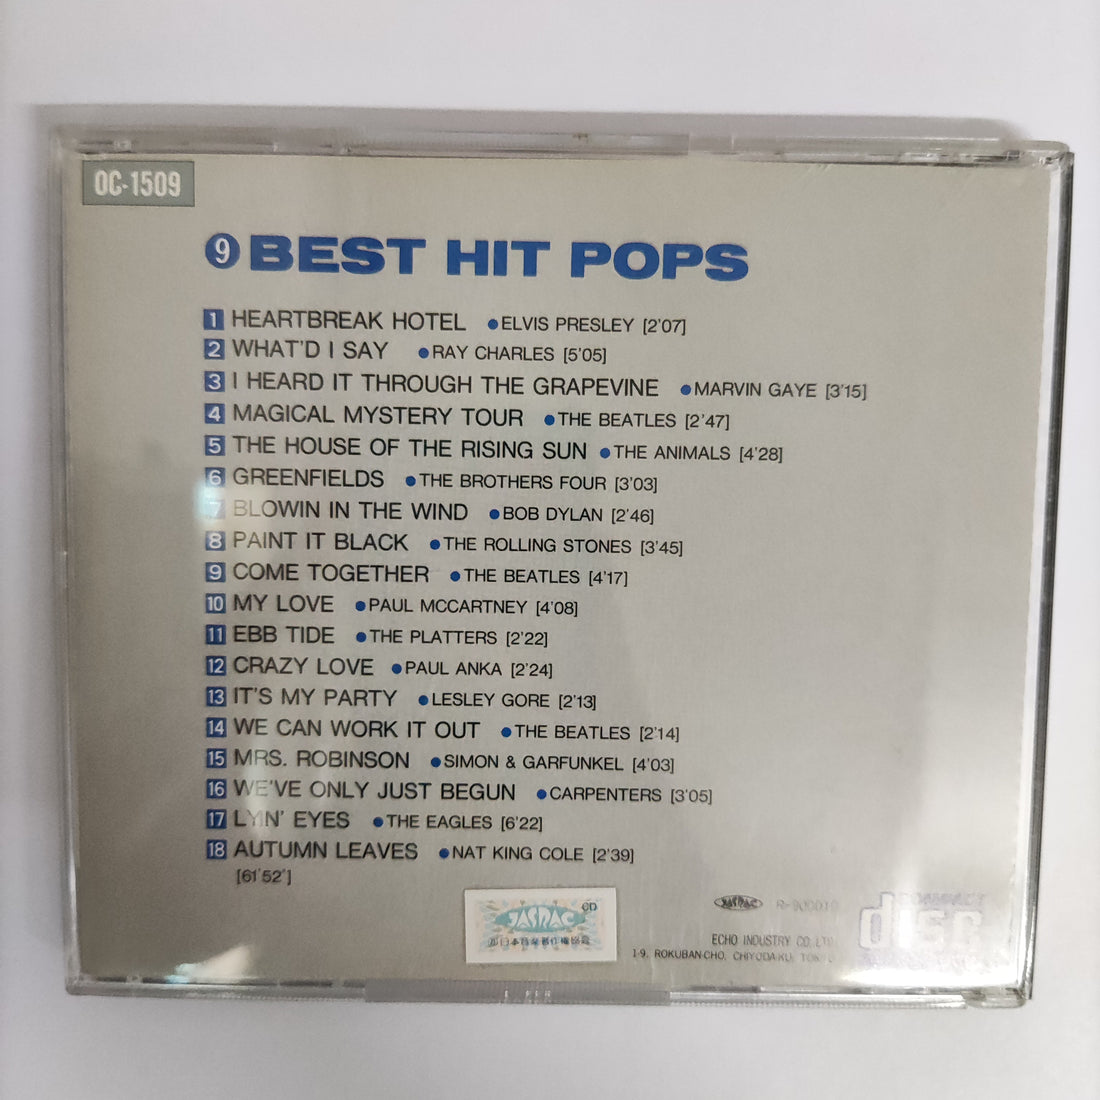 OC-1509
9 BEST HIT POPS
1 HEARTBREAK HOTEL ●ELVIS PRESLEY [2'07]
2 WHAT'D I SAY ●RAY CHARLES [5'05]
3 I HEARD IT THROUGH THE GRAPEVINE ●MARVIN GAYE [3'15]
4 MAGICAL MYSTERY TOUR ●THE BEATLES [2'47]
5 THE HOUSE OF THE RISING SUN ●THE ANIMALS [4'28]
6 GREENFIELDS ●THE BROTHERS FOUR [3'03]
7 BLOWIN IN THE WIND ●BOB DYLAN [2'46]
8 PAINT IT BLACK ●THE ROLLING STONES [3'45]
9 COME TOGETHER ●THE BEATLES [4'17]
10 MY LOVE ●PAUL MCCARTNEY [4'08]
11 EBB TIDE ●THE PLATTERS [2'22]
12 CRAZY LOVE ●PAUL ANKA [2'24]
13 IT'S MY PARTY ●LESLEY GORE [2'13]
14 WE CAN WORK IT OUT ●THE BEATLES [2'14]
15 MRS. ROBINSON ●SIMON & GARFUNKEL [4'03]
16 WE'VE ONLY JUST BEGUN ●CARPENTERS [3'05]
17 LYIN' EYES ●THE EAGLES [6'22]
18 AUTUMN LEAVES ●NAT KING COLE [2'39]
[61'52"]
CD
JASRAC
JASRAC
COMPACT
disc
ECHO INDUSTRY CO. LTD
1-9. ROKUBANCHO, CHIYODA-KU,